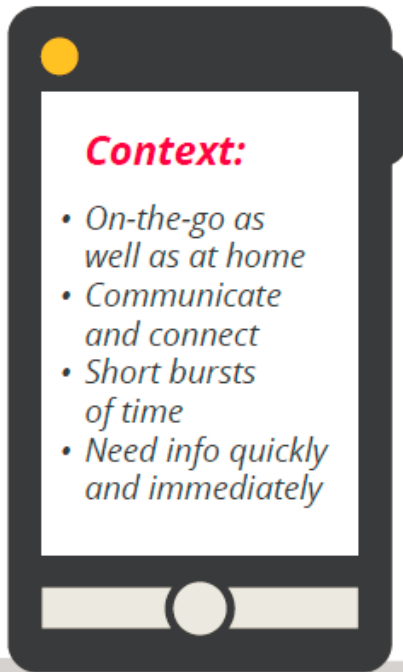 Context:
• On-the-go as
well as at home
• Communicate
and connect
• Short bursts
of time
• Need info quickly
and immediately